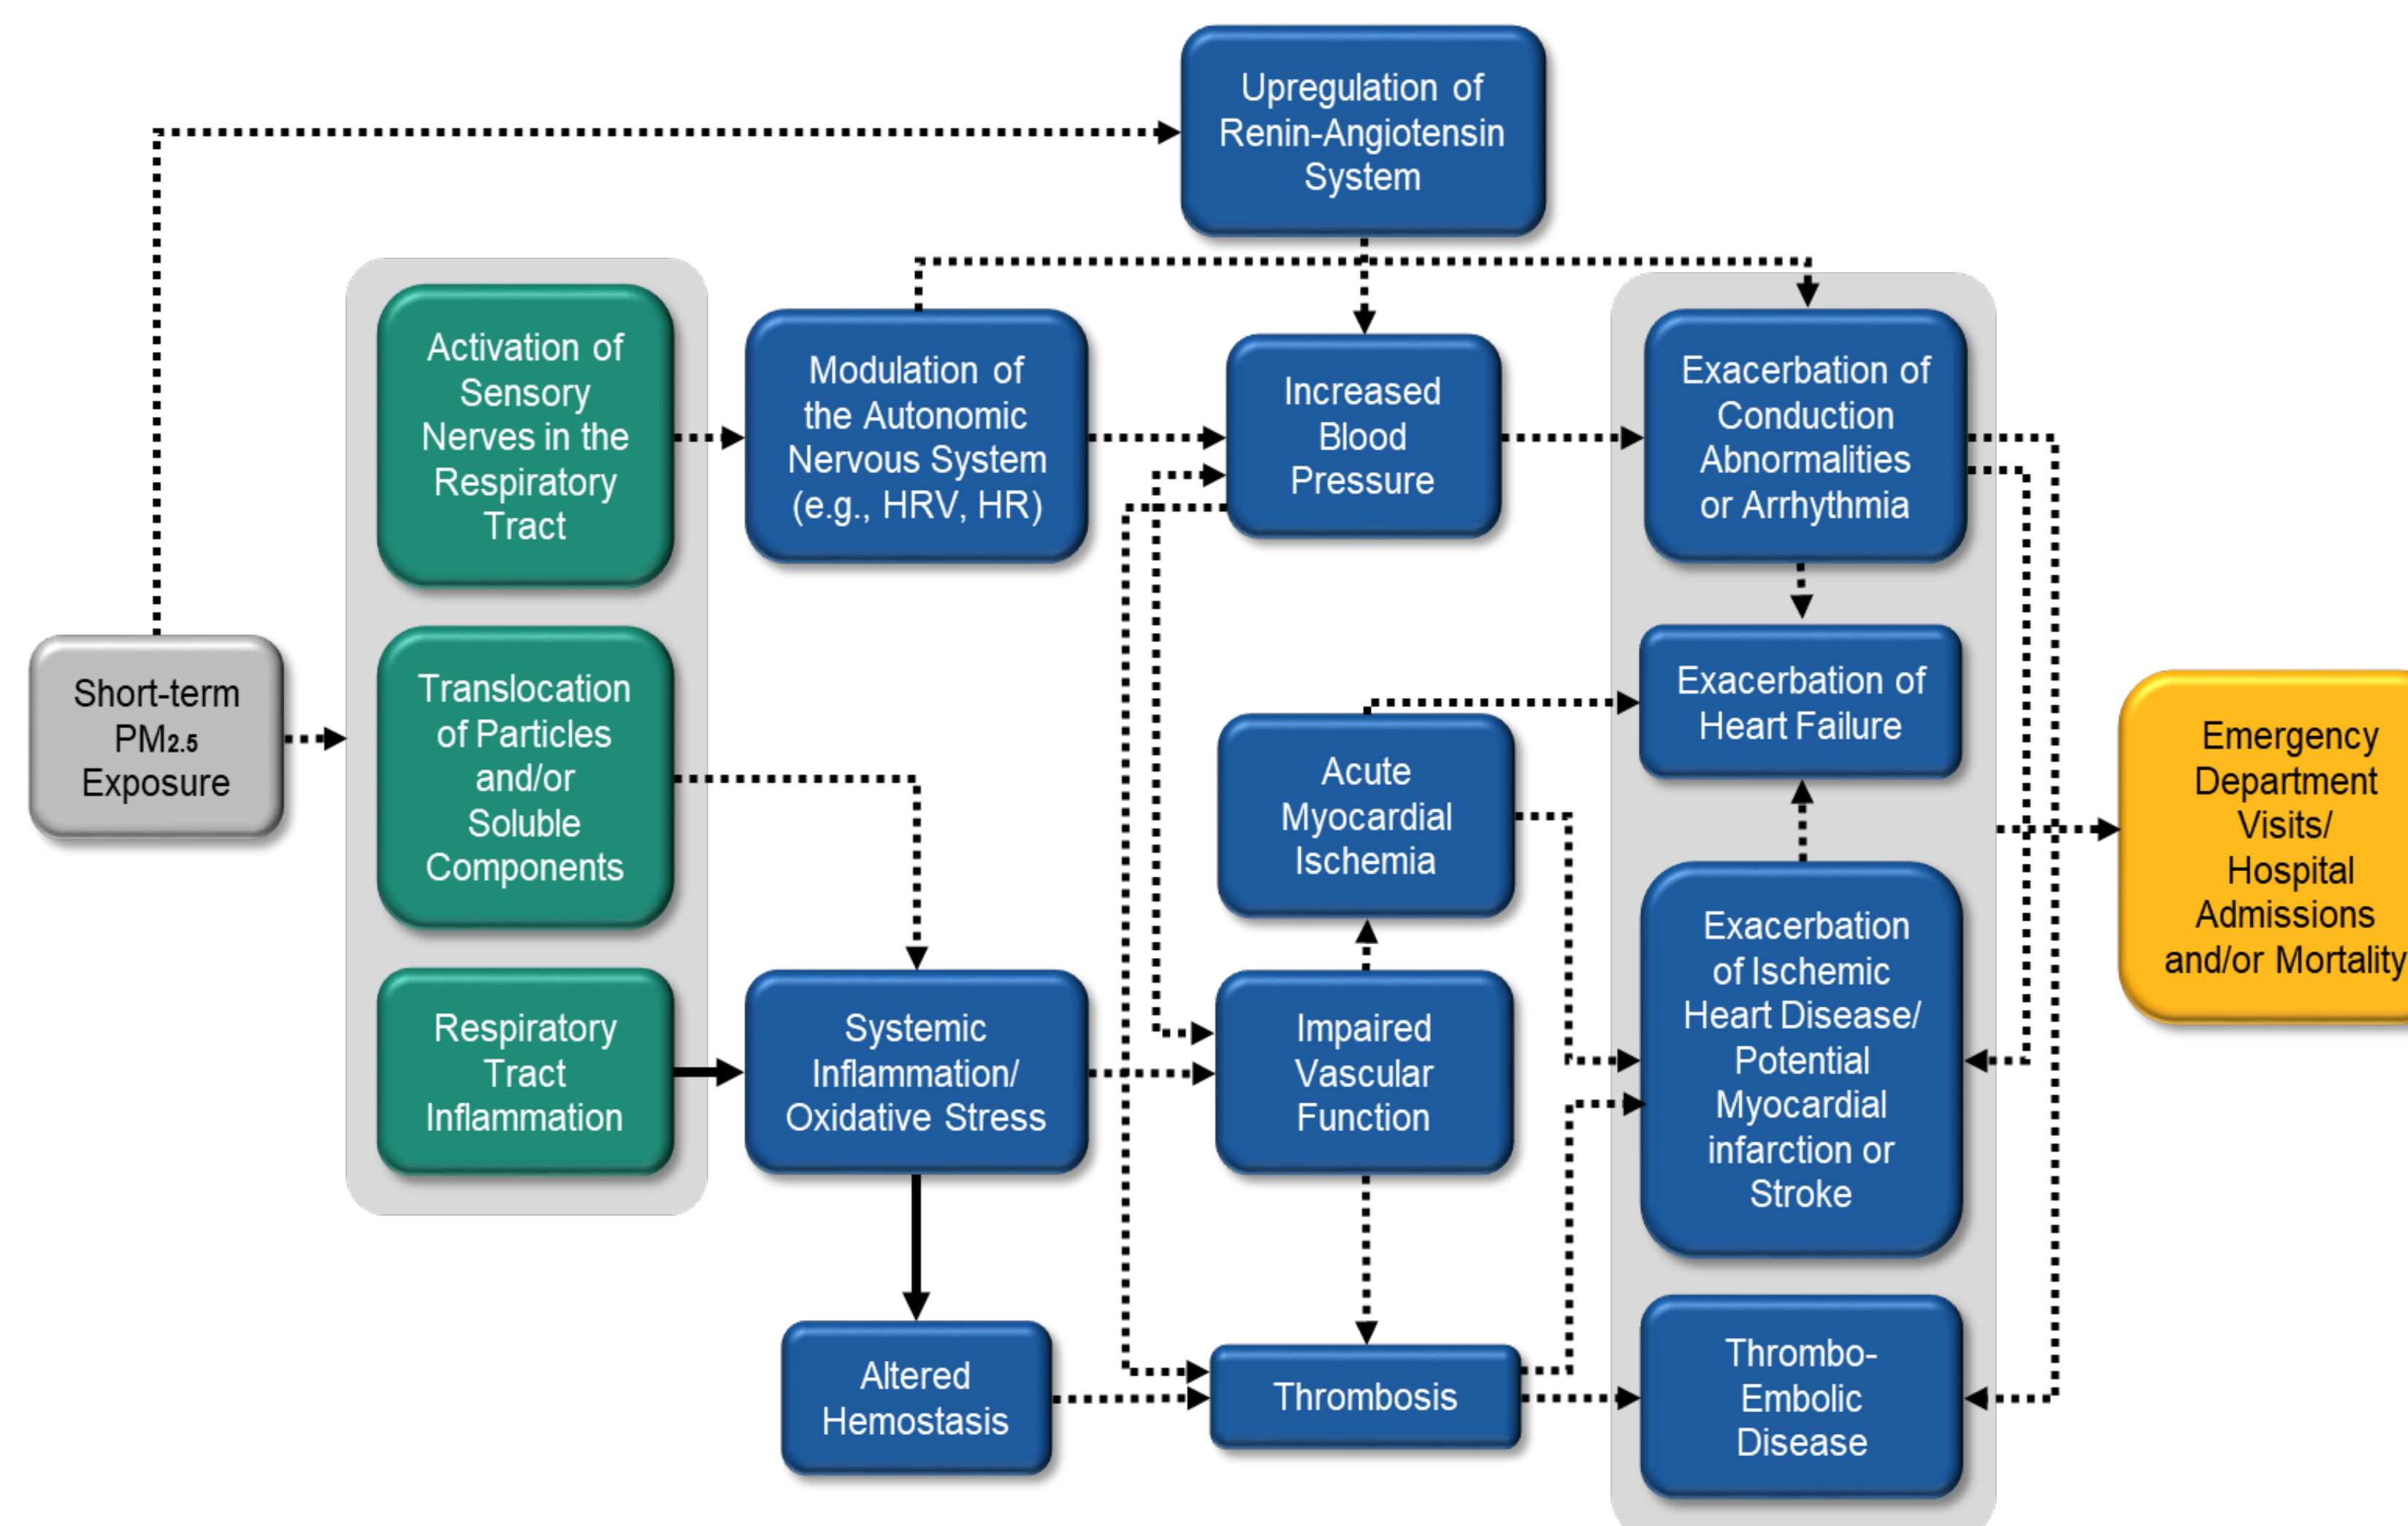 Upregulation of
Renin-Angiotensin
System
Activation of
Sensory
Nerves in the
Respiratory
Tract
Modulation of
the Autonomic
Nervous System
(e.g., HRV, HR)
Increased
Blood
Pressure
Exacerbation of
Conduction
Abnormalities
or Arrhythmia
Short-term
PM2.5
Exposure
Translocation
of Particles
and/or
Soluble
Components
Acute
Myocardial
Ischemia
Exacerbation of
Heart Failure
Emergency
Department
Visits/
Hospital
Admissions
and/or Mortality
Respiratory
Tract
Inflammation
Systemic
Inflammation/
Oxidative Stress
Impaired
Vascular
Function
Exacerbation
of Ischemic
Heart Disease/
Potential
Myocardial
infarction or
Stroke
Altered
Hemostasis
Thrombosis
Thrombo-
Embolic
Disease